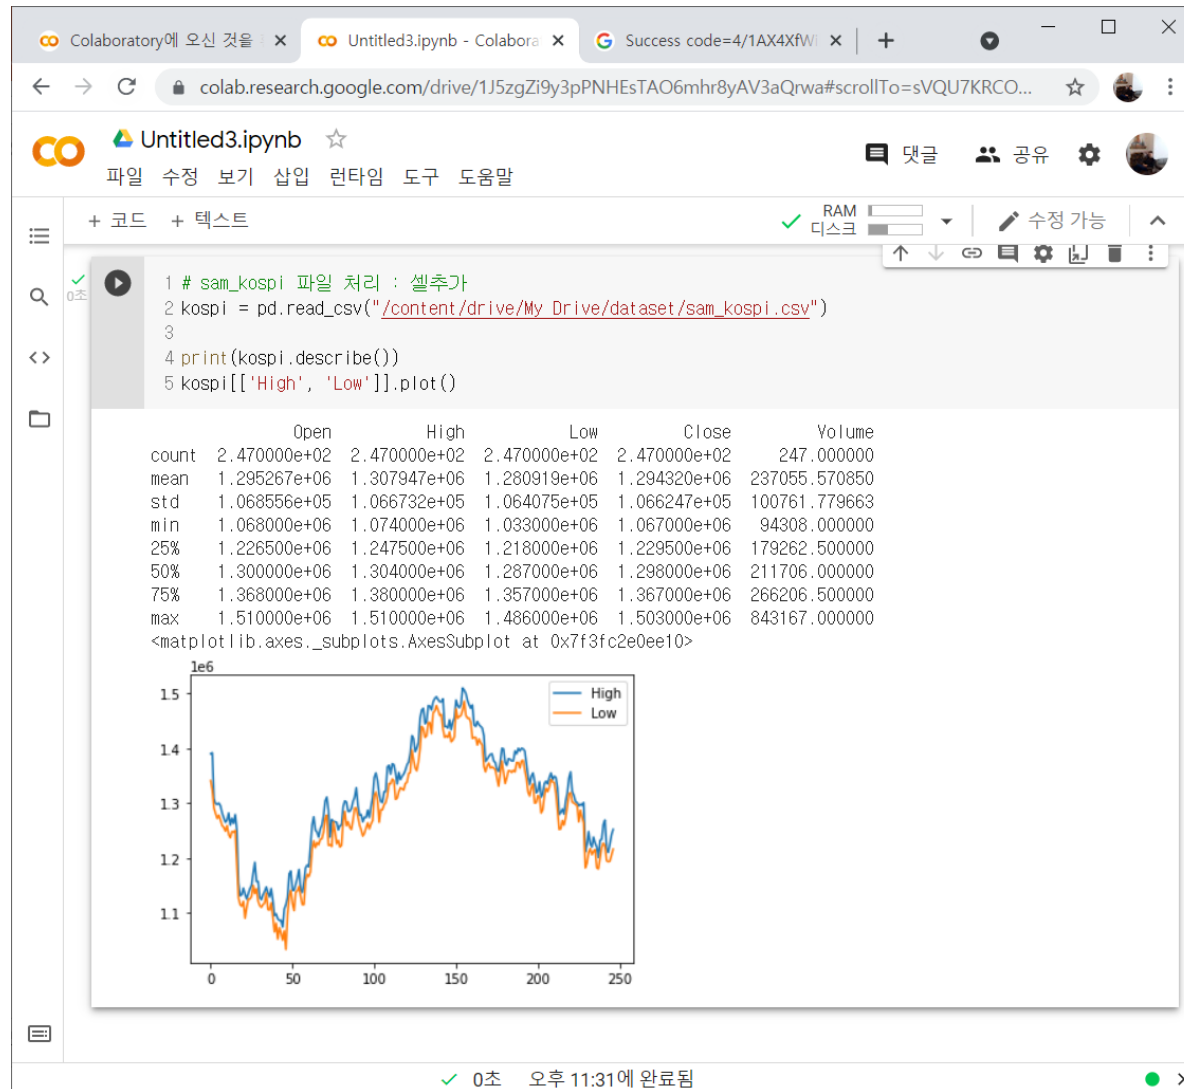 Colaboratory에 오신 것을
Untitled3.ipynb - Colabora
Success code=4/1AX4XfW
colab.research.google.com/drive/1J5zgZi9y3pPNHEsTAO6mhr8yAV3aQrwa#scrollTo=sVQU7KRCO...
Untitled3.ipynb
댓글
공유
파일 수정 보기 삽입 런타임 도구 도움말
+ 코드 + 텍스트
RAM
디스크
수정 가능
0초
1 # sam_kospi 파일 처리 : 셀추가
2 kospi = pd.read_csv("/content/drive/My Drive/dataset/sam_kospi.csv")
3
4 print(kospi.describe())
5 kospi[['High', 'Low']].plot()
Open High Low Close Volume
count 2.470000e+02 2.470000e+02 2.470000e+02 2.470000e+02 247.000000
mean 1.295267e+06 1.307947e+06 1.280919e+06 1.294320e+06 237055.570850
std 1.068556e+05 1.066732e+05 1.064075e+05 1.066247e+05 100761.779663
min 1.068000e+06 1.074000e+06 1.033000e+06 1.067000e+06 94308.000000
25% 1.226500e+06 1.247500e+06 1.218000e+06 1.229500e+06 179262.500000
50% 1.300000e+06 1.304000e+06 1.287000e+06 1.298000e+06 211706.000000
75% 1.368000e+06 1.380000e+06 1.357000e+06 1.367000e+06 266206.500000
max 1.510000e+06 1.510000e+06 1.486000e+06 1.503000e+06 843167.000000
<matplotlib.axes._subplots.AxesSubplot at 0x7f3fc2e0ee10>
1e6
High
Low
1.5
1.4
1.3
1.2
1.1
0 50 100 150 200 250
0초 오후 11:31에 완료됨